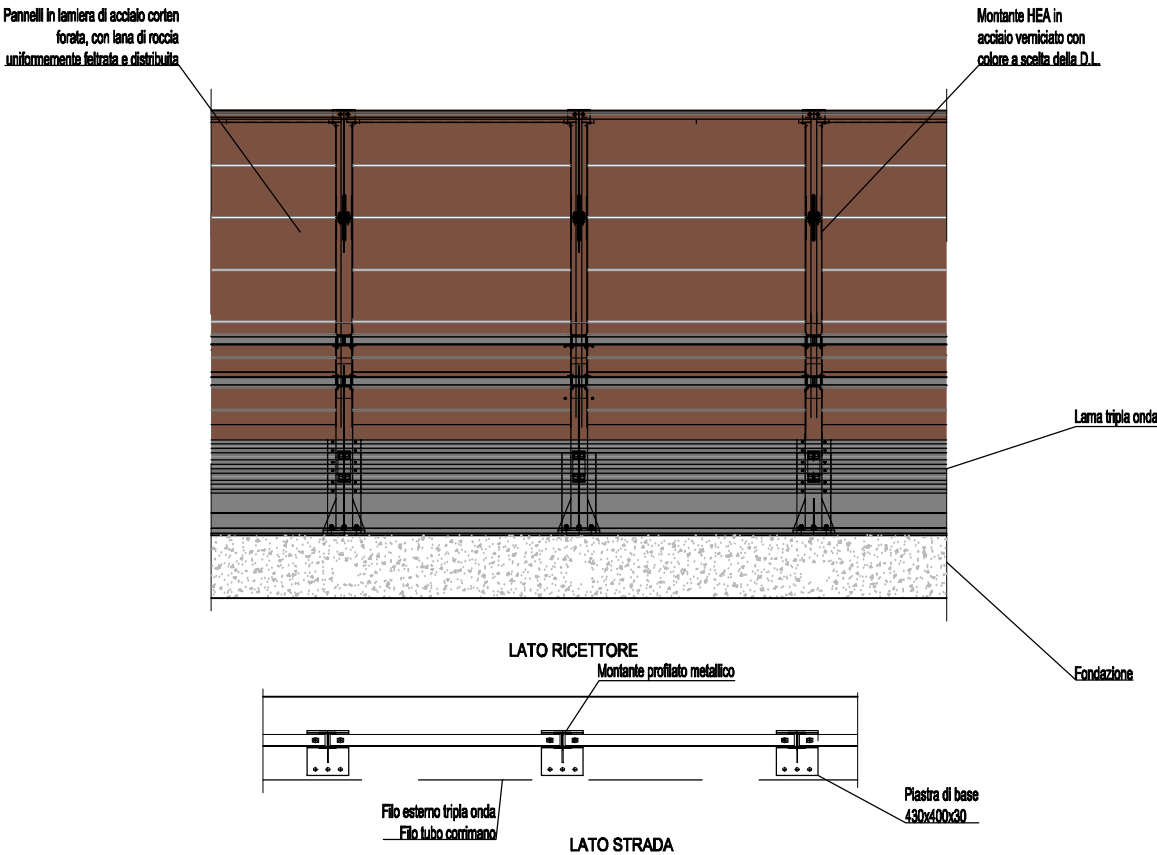 Pannelli in lamiera di acciaio corten
forata, con lana di roccia
uniformemente feltrata e distribuita
Montante HEA in
acciaio verniciato con
colore a scelta della D.L.
Lama tripla onda
Fondazione
LATO RICETTORE
Montante profilato metallico
Filo esterno tripla onda
Filo tubo corrimano
Piastra di base
430x400x30
LATO STRADA